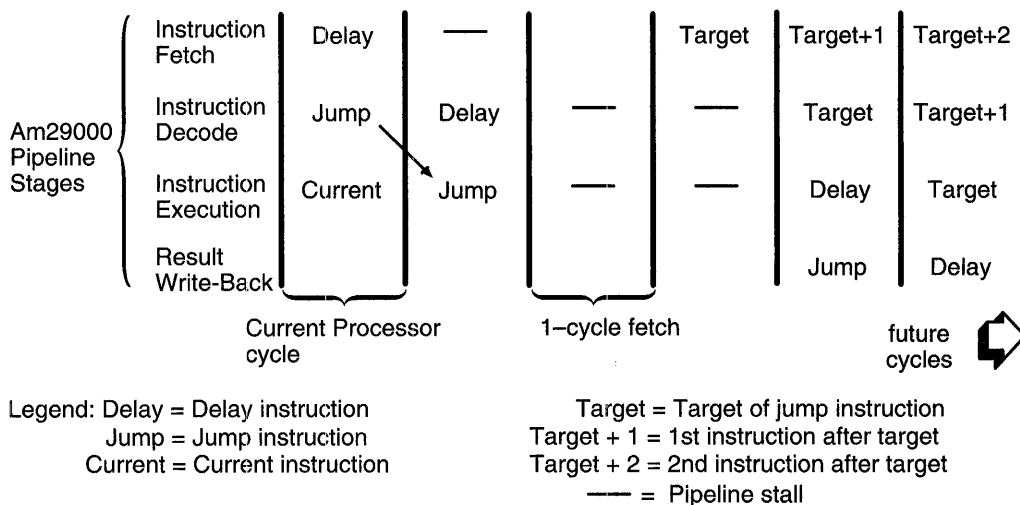 Am29000
Pipeline
Stages
Instruction
Fetch
Delay
—
Target
Target+1
Target+2
Instruction
Decode
Jump
Delay
—
—
Target
Target+1
Instruction
Execution
Current
Jump
—
—
Delay
Target
Result
Write-Back
Jump
Delay
Current Processor
cycle
1–cycle fetch
future
cycles
Legend: Delay = Delay instruction
Jump = Jump instruction
Current = Current instruction
Target = Target of jump instruction
Target + 1 = 1st instruction after target
Target + 2 = 2nd instruction after target
— = Pipeline stall